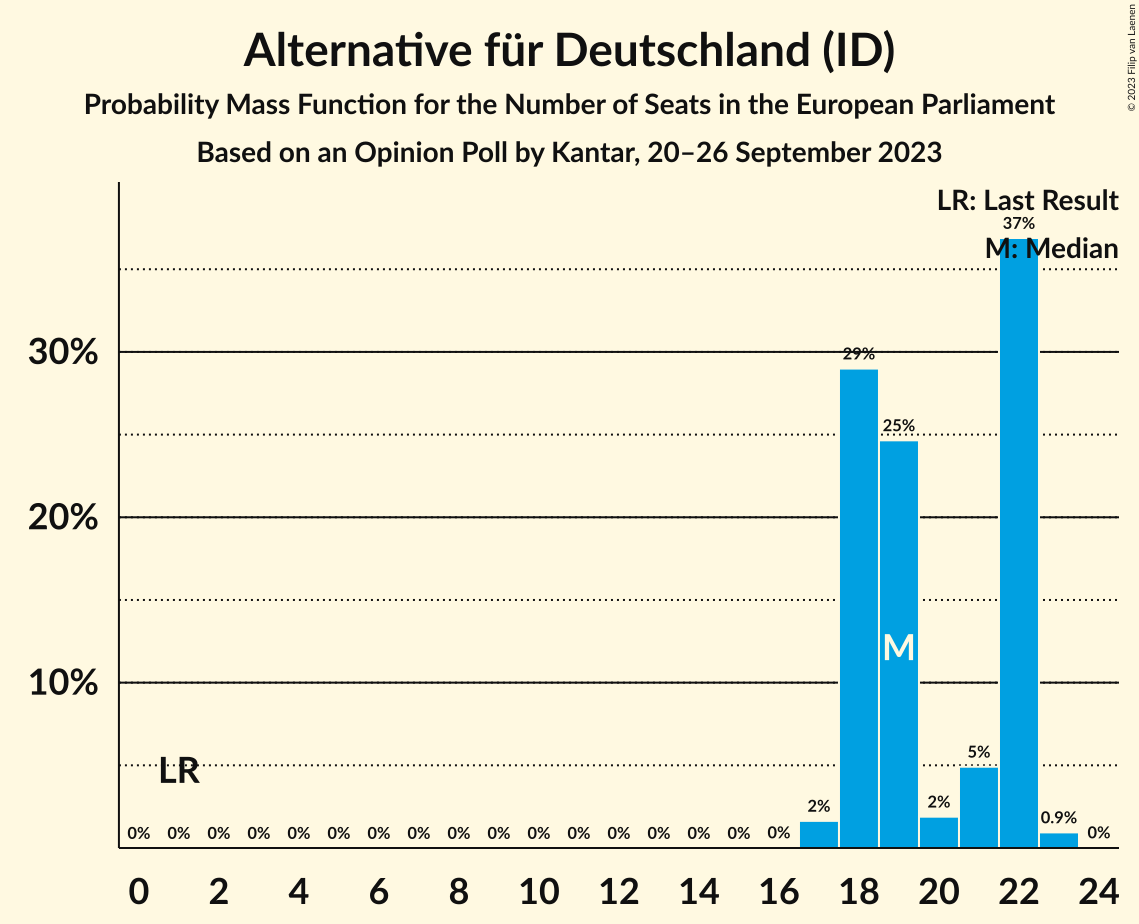 Alternative für Deutschland (ID)
Probability Mass Function for the Number of Seats in the European Parliament
Based on an Opinion Poll by Kantar, 20–26 September 2023
© 2023 Filip van Laenen
LR: Last Result
37%
M: Median
30%
29%
25%
20%
M
10%
LR
5%
2%
2%
0.9%
0% 0% 0% 0% 0% 0% 0% 0% 0% 0% 0% 0% 0% 0% 0% 0% 0% 0%
0 2 4 6 8 10 12 14 16 18 20 22 24